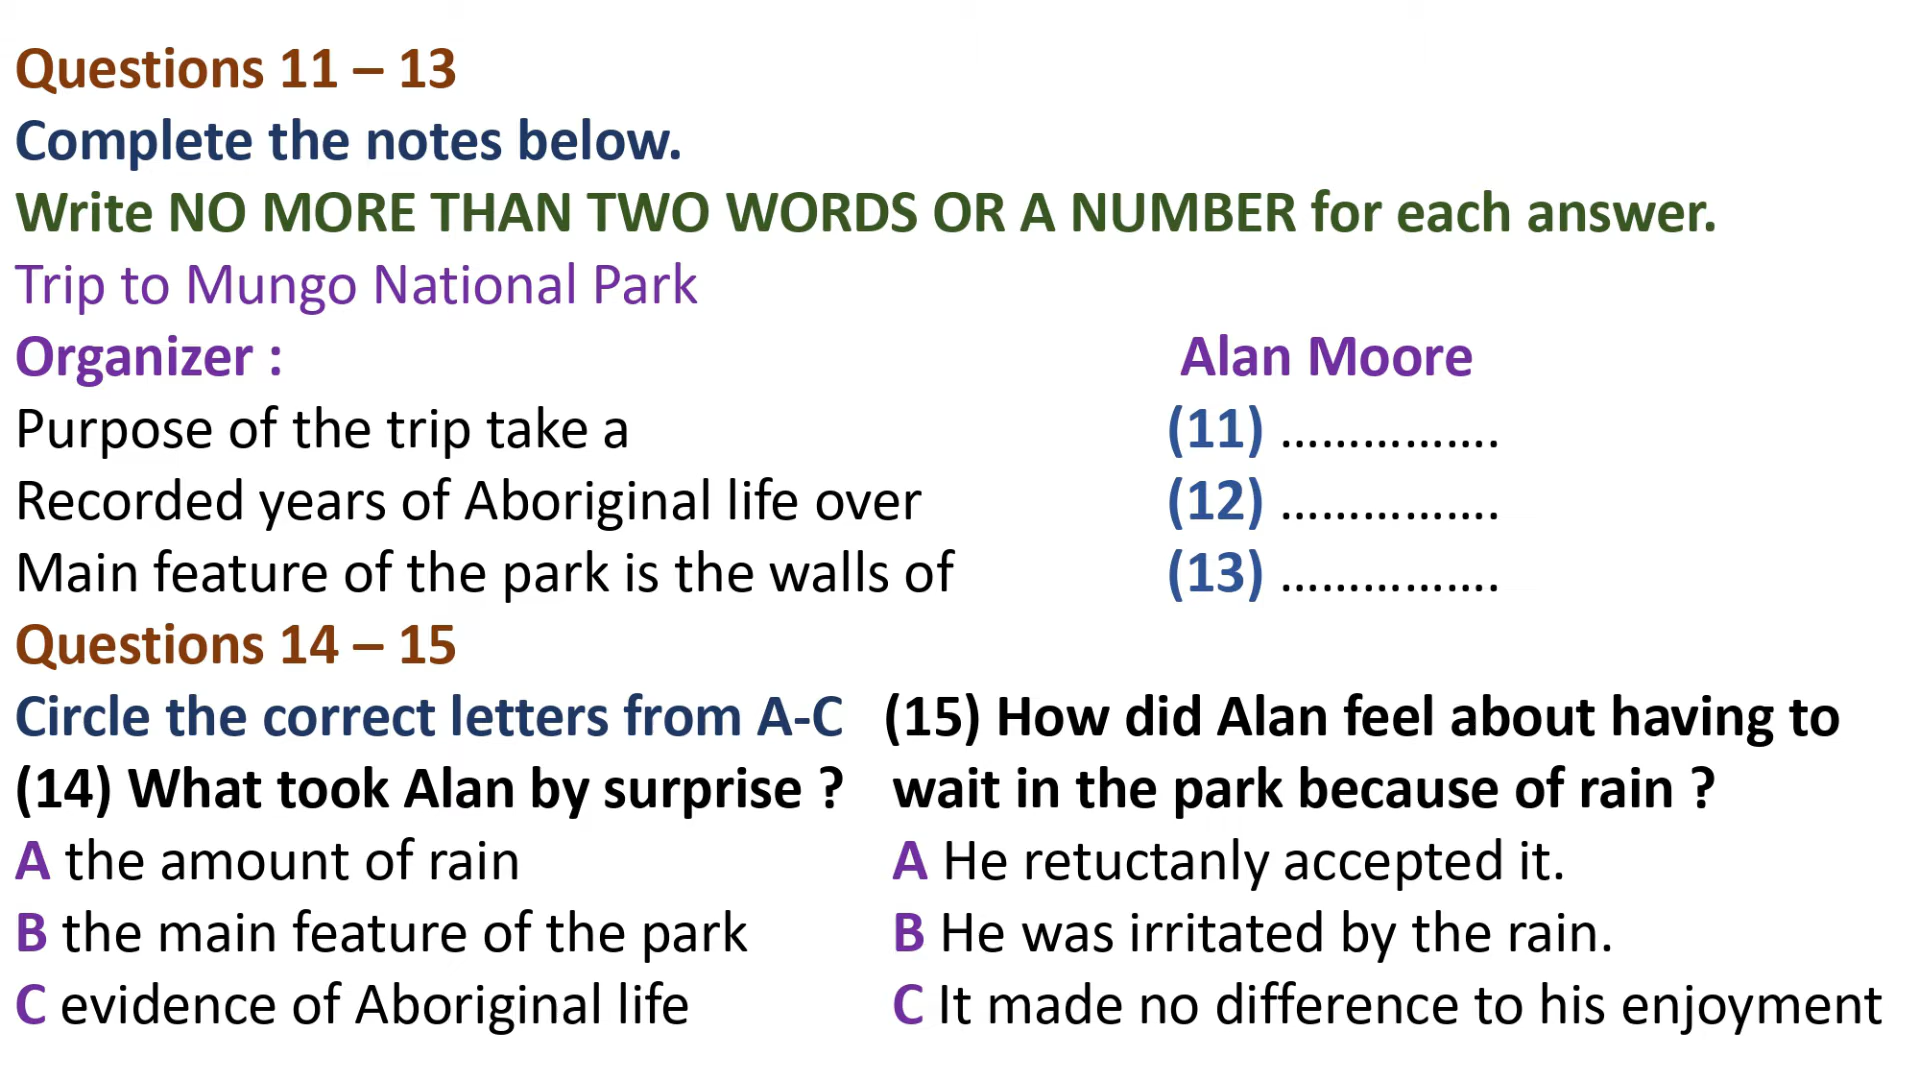 Questions 11 – 13
Complete the notes below.
Write NO MORE THAN TWO WORDS OR A NUMBER for each answer.
Trip to Mungo National Park
Organizer : Alan Moore
Purpose of the trip take a (11) …………….
Recorded years of Aboriginal life over (12) …………….
Main feature of the park is the walls of (13) …………….
Questions 14 – 15
Circle the correct letters from A-C
(14) What took Alan by surprise ?
A the amount of rain
B the main feature of the park
C evidence of Aboriginal life
(15) How did Alan feel about having to
wait in the park because of rain ?
A He retuctanly accepted it.
B He was irritated by the rain.
C It made no difference to his enjoyment